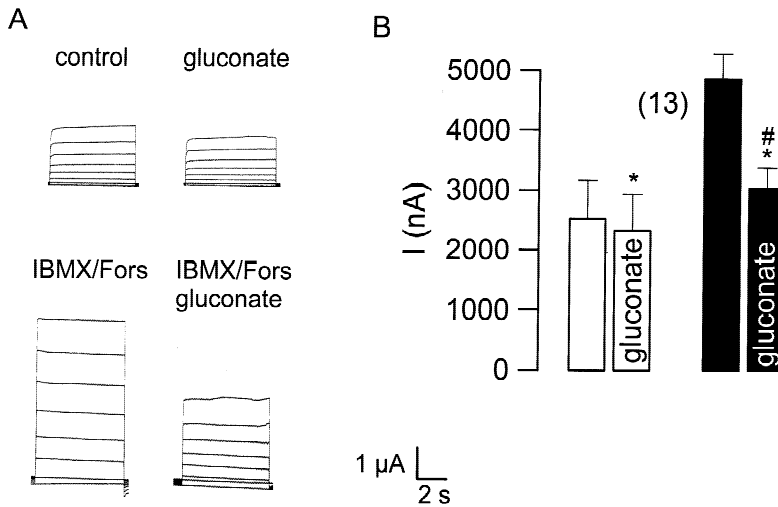 A
control gluconate
IBMX/Fors IBMX/Fors
gluconate
B
5000
4000
3000
2000
1000
0
I (nA)
(13)
*
#
*
gluconate
gluconate
1 µA
2 s